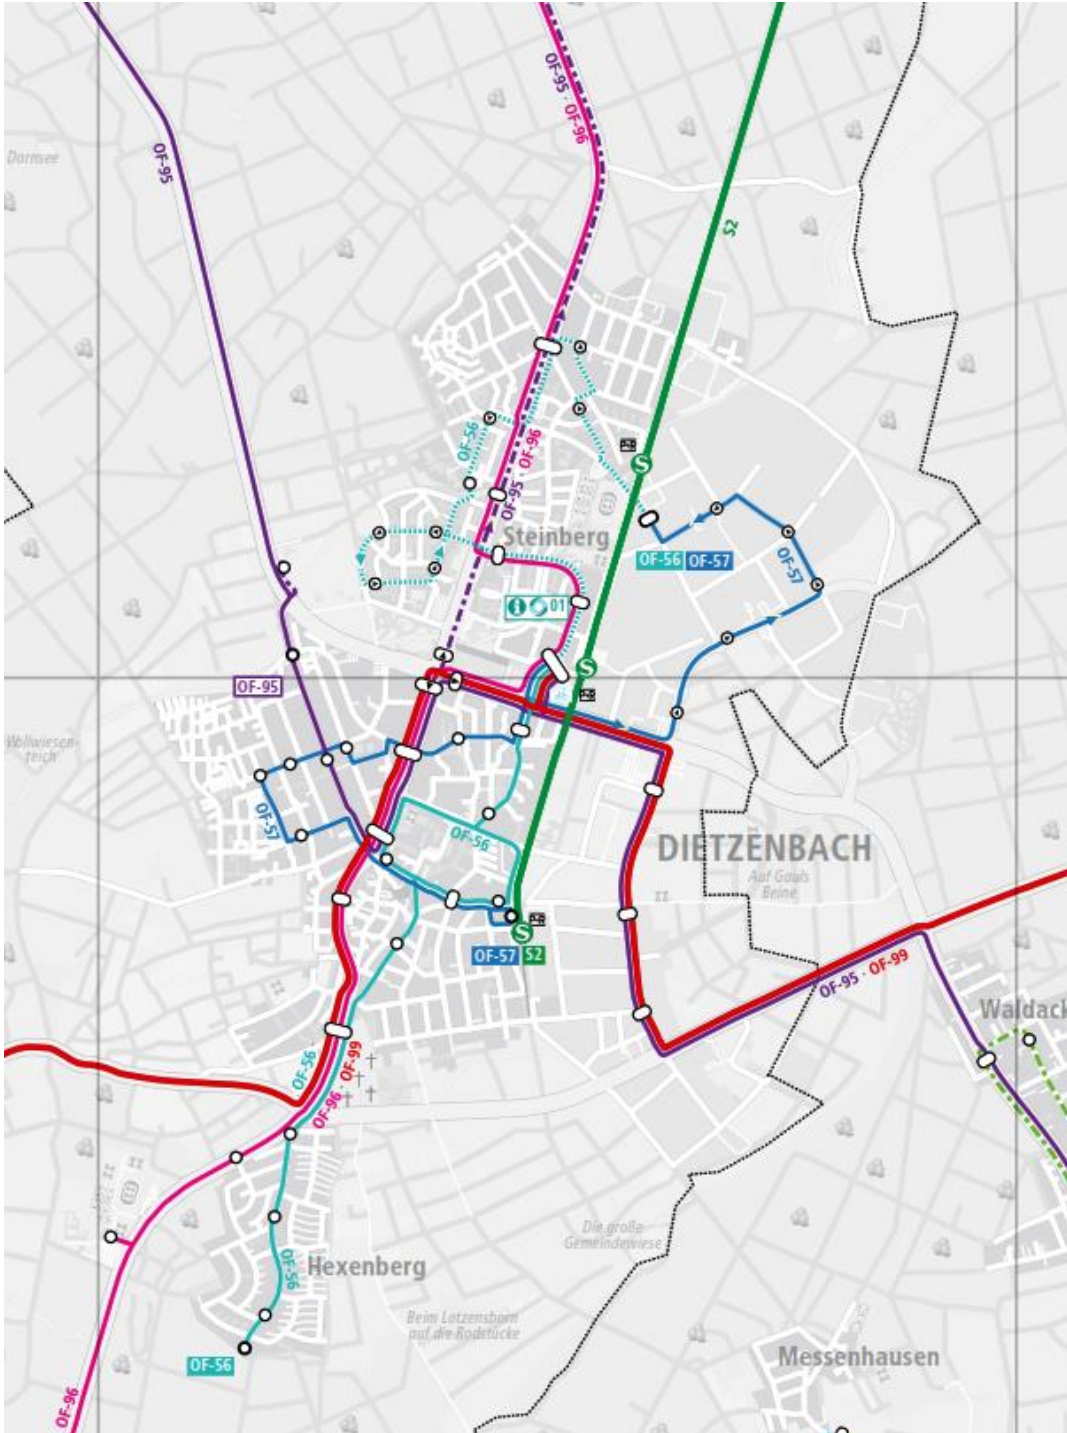 OF-95 · OF-96
Dormsee
OF-95
S2
OF-56
OF-95 · OF-96
P+R
S
Steinberg
OF-56 OF-57
OF-57
i 01
S
P+R
OF-95
Wollwiesen-
teich
OF-57
OF-56
DIETZENBACH
Auf Gauls
Beine
P+R
S
OF-57 S2
OF-95 · OF-99
Waldack
OF-56
OF-96 · OF-99
Die große
Gemeindewiese
OF-56
Hexenberg
Beim Lotzensborn
auf die Rodstücke
Messenhausen
OF-56
OF-96